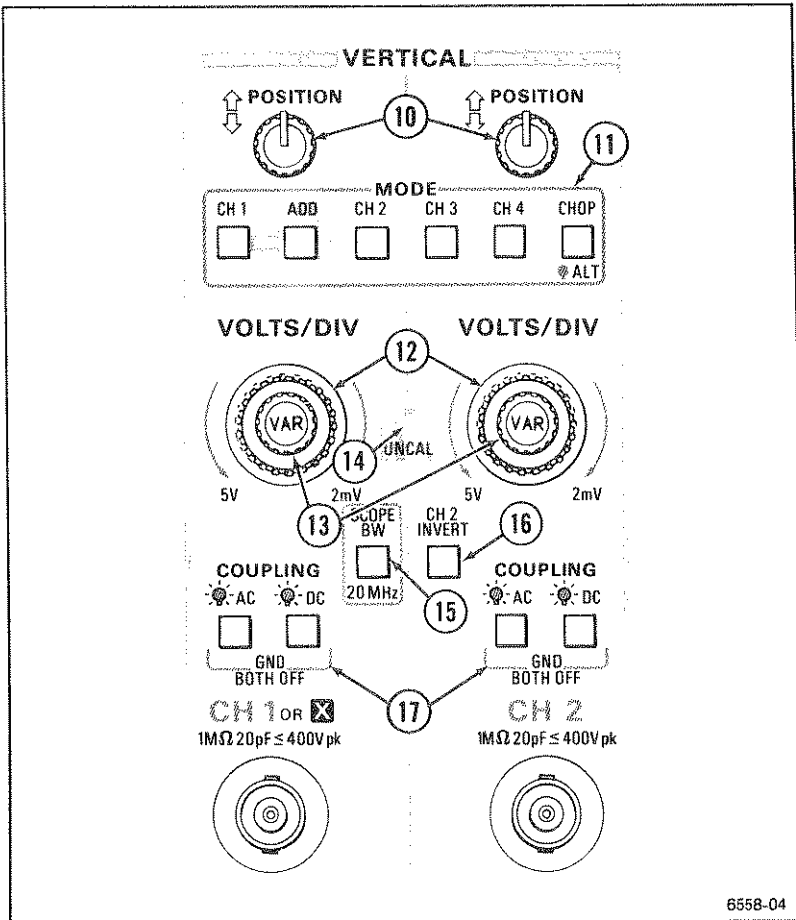 VERTICAL
POSITION POSITION
10
11
MODE
CH 1 ADD CH 2 CH 3 CH 4 CHOP
ALT
VOLTS/DIV VOLTS/DIV
12
VAR VAR
14 UNCAL
5V 2mV 5V 2mV
13 SCOPE BW CH 2 INVERT 16
COUPLING COUPLING
AC DC 20 MHz 15 AC DC
GND GND
BOTH OFF BOTH OFF
17
CH 1 OR X CH 2
1MΩ 20pF ≤ 400V pk 1MΩ 20pF ≤ 400V pk
6558-04